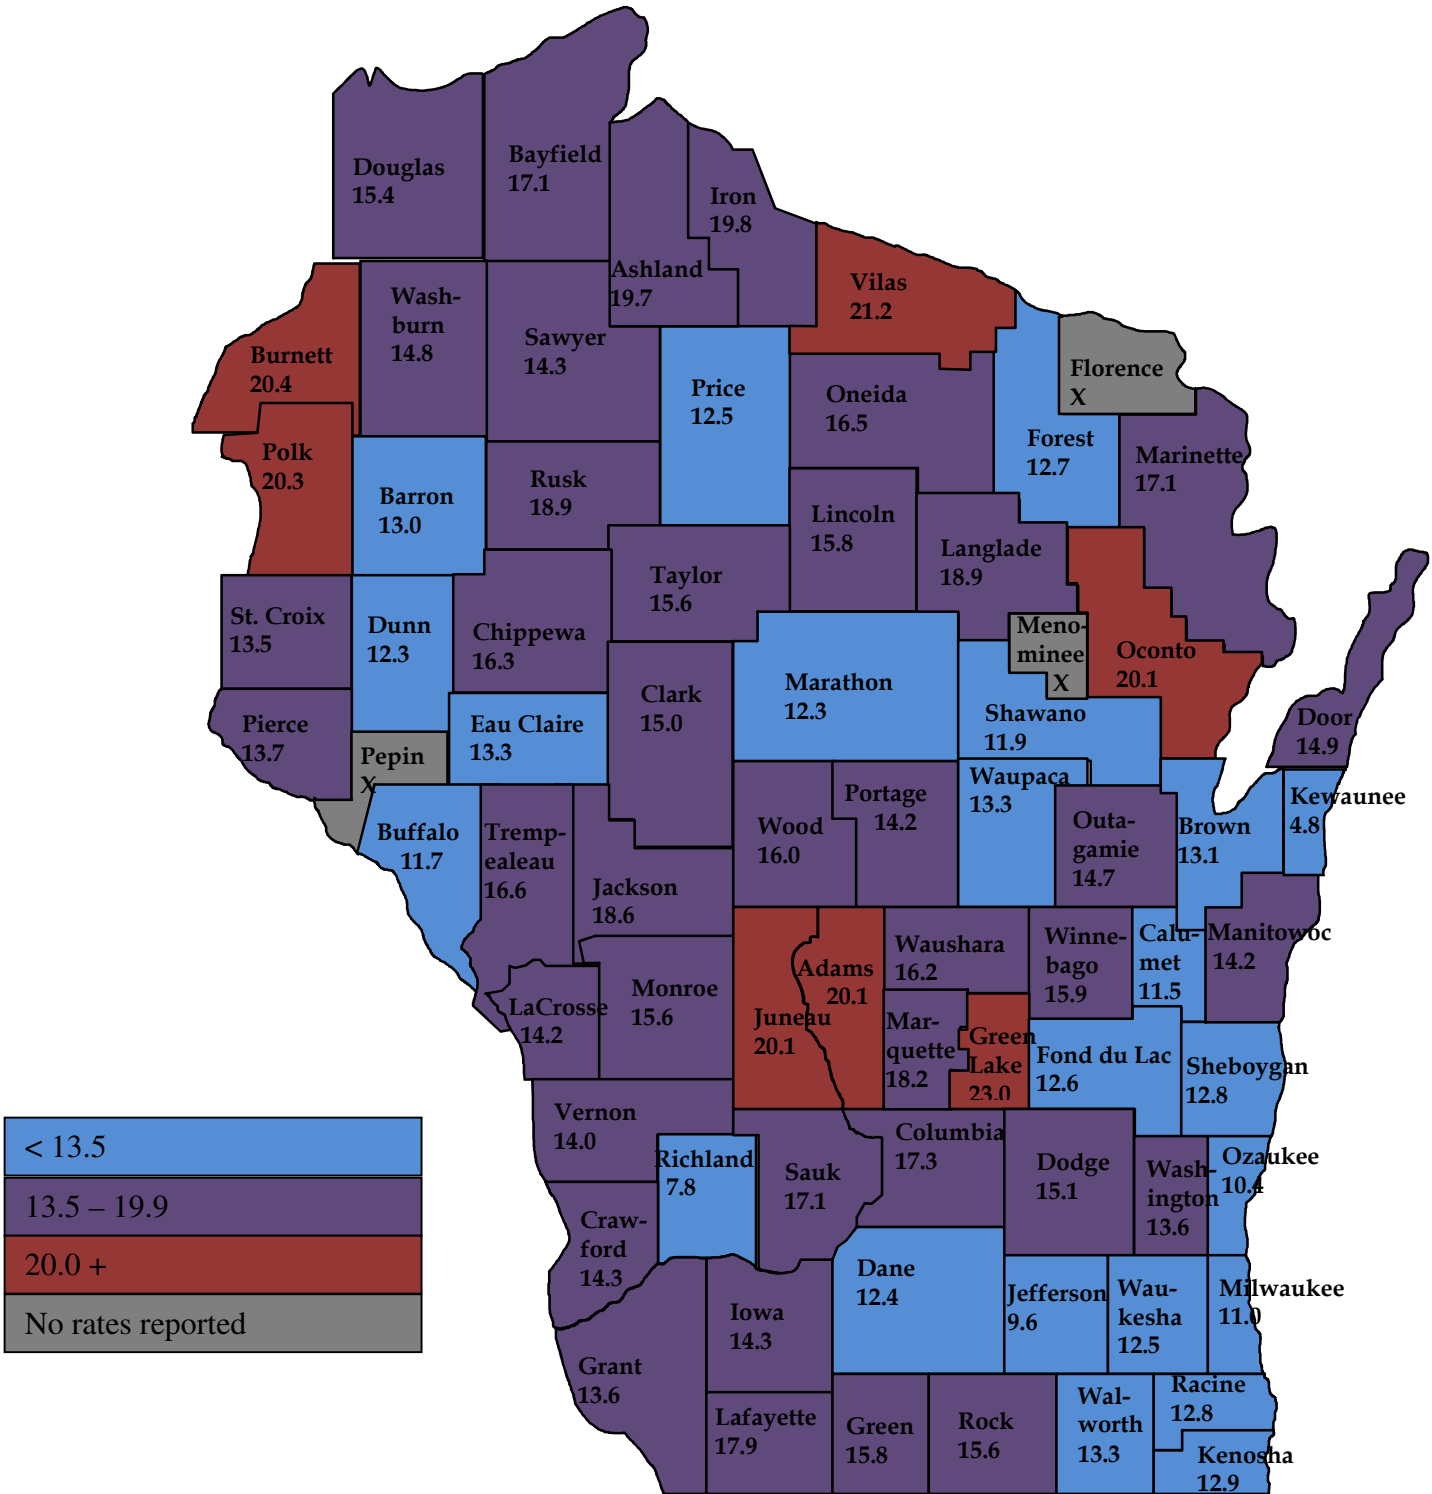 Douglas
15.4
Bayfield
17.1
Iron
19.8
Ashland
19.7
Vilas
21.2
Burnett
20.4
Wash-
burn
14.8
Sawyer
14.3
Price
12.5
Oneida
16.5
Florence
X
Forest
12.7
Marinette
17.1
Polk
20.3
Barron
13.0
Rusk
18.9
Lincoln
15.8
Langlade
18.9
Taylor
15.6
St. Croix
13.5
Dunn
12.3
Chippewa
16.3
Meno-
minee
X
Oconto
20.1
Clark
15.0
Marathon
12.3
Shawano
11.9
Door
14.9
Pierce
13.7
Pepin
X
Eau Claire
13.3
Waupaca
13.3
Portage
14.2
Wood
16.0
Outa-
gamie
14.7
Brown
13.1
Kewaunee
4.8
Buffalo
11.7
Tremp-
ealeau
16.6
Jackson
18.6
Waushara
16.2
Winne-
bago
15.9
Calu-
met
11.5
Manitowoc
14.2
Adams
20.1
Juneau
20.1
LaCrosse
14.2
Monroe
15.6
Mar-
quette
18.2
Green
Lake
23.0
Fond du Lac
12.6
Sheboygan
12.8
Vernon
14.0
Richland
7.8
Sauk
17.1
Columbia
17.3
Dodge
15.1
Wash-
ington
13.6
Ozaukee
10.4
Craw-
ford
14.3
Dane
12.4
Jefferson
9.6
Wau-
kesha
12.5
Milwaukee
11.0
Iowa
14.3
Grant
13.6
Lafayette
17.9
Green
15.8
Rock
15.6
Wal-
worth
13.3
Racine
12.8
Kenosha
12.9
< 13.5
13.5 – 19.9
20.0 +
No rates reported